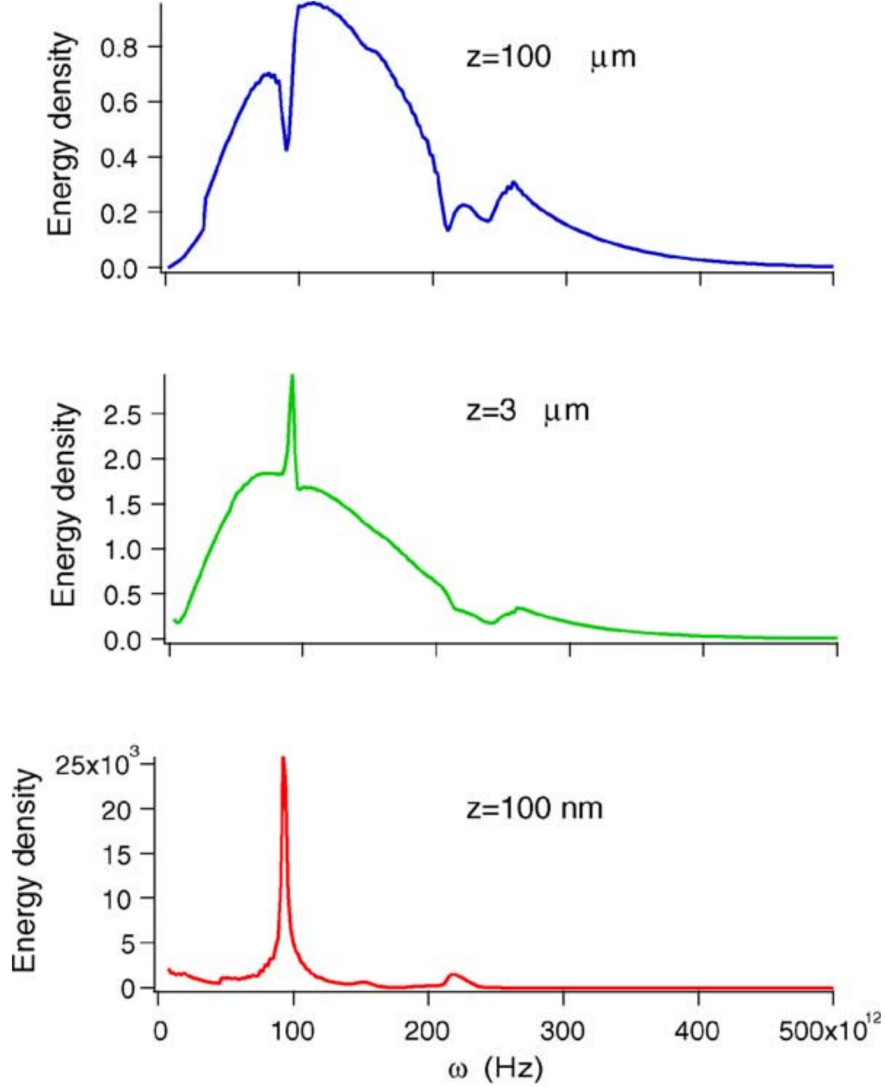 Energy density
0.8
0.6
0.4
0.2
0.0
z=100 μm
Energy density
2.5
2.0
1.5
1.0
0.5
0.0
z=3 μm
Energy density
25x10³
20
15
10
5
0
z=100 nm
0 100 200 300 400 500x10¹²
ω (Hz)